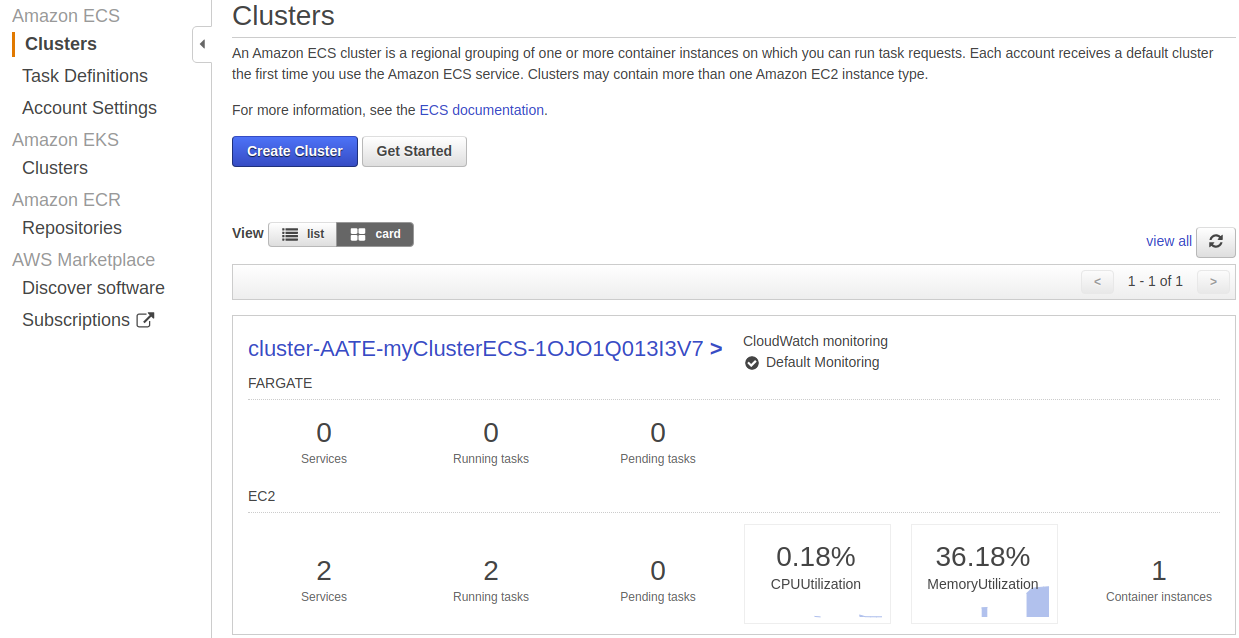 Amazon ECS
Clusters
Task Definitions
Account Settings
Amazon EKS
Clusters
Amazon ECR
Repositories
AWS Marketplace
Discover software
Subscriptions
Clusters
An Amazon ECS cluster is a regional grouping of one or more container instances on which you can run task requests. Each account receives a default cluster
the first time you use the Amazon ECS service. Clusters may contain more than one Amazon EC2 instance type.
For more information, see the ECS documentation.
Create Cluster Get Started
View list card
view all
< 1 - 1 of 1 >
cluster-AATE-myClusterECS-1OJO1Q013I3V7 >
CloudWatch monitoring
Default Monitoring
FARGATE
0 0 0
Services Running tasks Pending tasks
EC2
2 2 0 0.18% 36.18% 1
Services Running tasks Pending tasks CPUUtilization MemoryUtilization Container instances